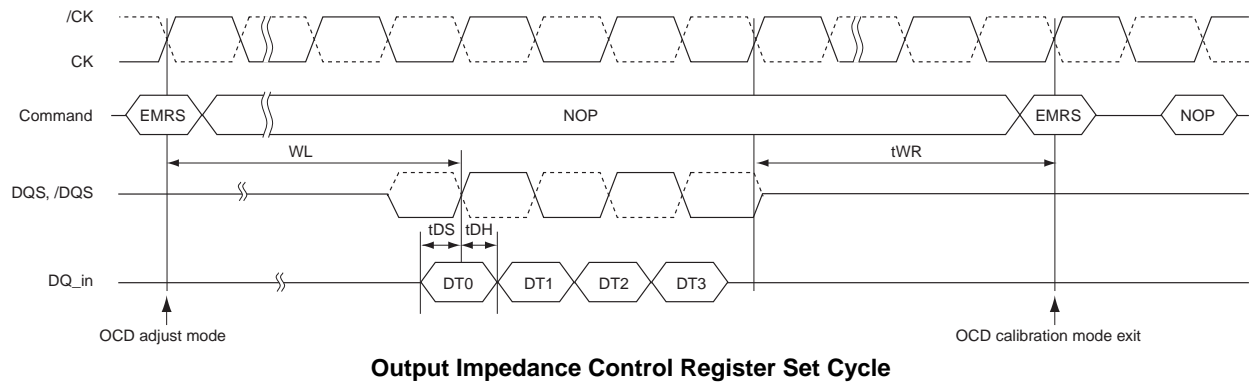 /CK
CK
Command
EMRS
NOP
EMRS
NOP
WL
tWR
DQS, /DQS
tDS
tDH
DQ_in
DT0
DT1
DT2
DT3
OCD adjust mode
OCD calibration mode exit
Output Impedance Control Register Set Cycle